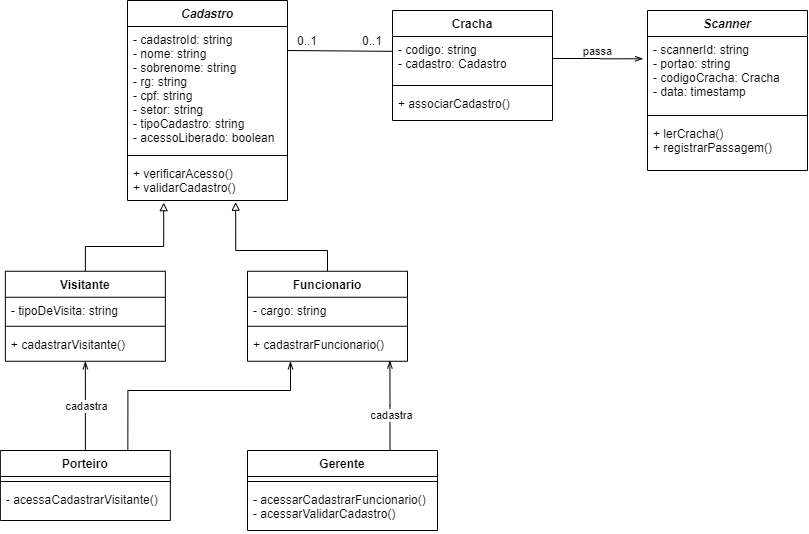 Cadastro
- cadastroId: string
- nome: string
- sobrenome: string
- rg: string
- cpf: string
- setor: string
- tipoCadastro: string
- acessoLiberado: boolean
+ verificarAcesso()
+ validarCadastro()
0..1
0..1
Cracha
- codigo: string
- cadastro: Cadastro
+ associarCadastro()
passa
Scanner
- scannerId: string
- portao: string
- codigoCracha: Cracha
- data: timestamp
+ lerCracha()
+ registrarPassagem()
Visitante
- tipoDeVisita: string
+ cadastrarVisitante()
Funcionario
- cargo: string
+ cadastrarFuncionario()
cadastra
cadastra
Porteiro
- acessaCadastrarVisitante()
Gerente
- acessarCadastrarFuncionario()
- acessarValidarCadastro()